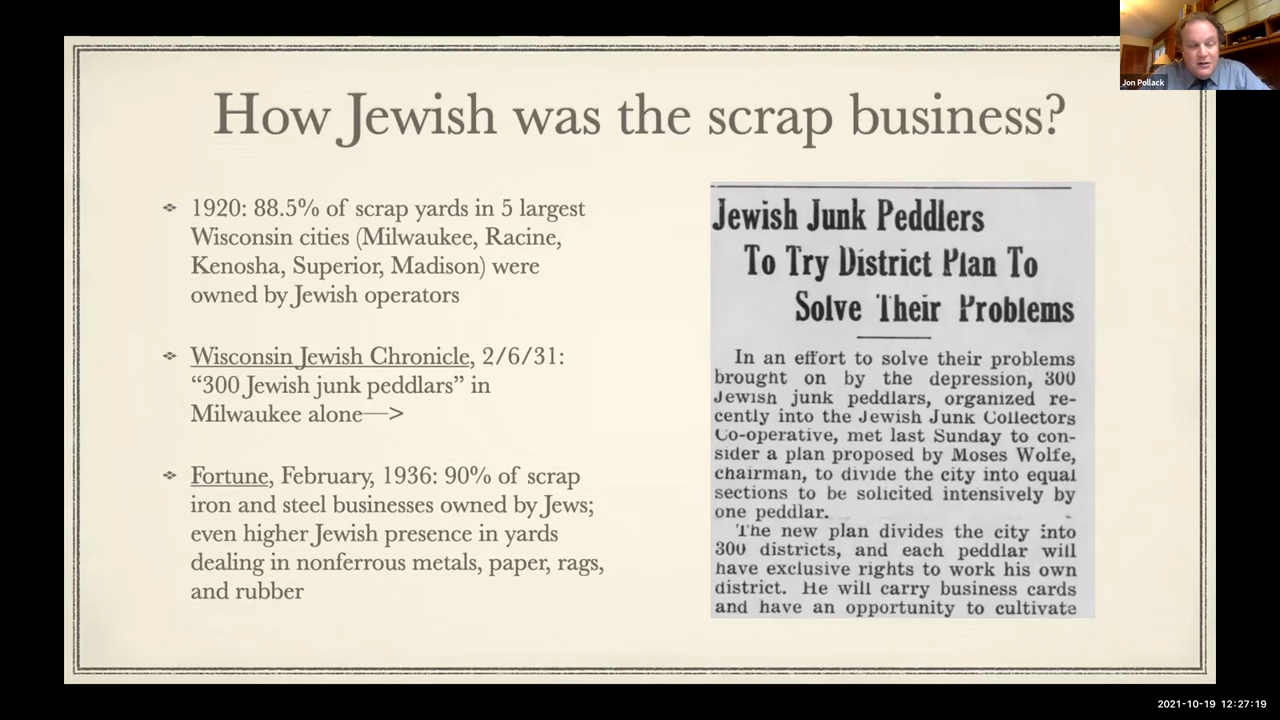 How Jewish was the scrap business?
1920: 88.5% of scrap yards in 5 largest
Wisconsin cities (Milwaukee, Racine,
Kenosha, Superior, Madison) were
owned by Jewish operators
Wisconsin Jewish Chronicle, 2/6/31:
“300 Jewish junk peddlars” in
Milwaukee alone—>
Fortune, February, 1936: 90% of scrap
iron and steel businesses owned by Jews;
even higher Jewish presence in yards
dealing in nonferrous metals, paper, rags,
and rubber
Jewish Junk Peddlers
To Try District Plan To
Solve Their Problems
In an effort to solve their problems
brought on by the depression, 300
Jewish junk peddlars, organized re-
cently into the Jewish Junk Collectors
Co-operative, met last Sunday to con-
sider a plan proposed by Moses Wolfe,
chairman, to divide the city into equal
sections to be solicited intensively by
one peddlar.
The new plan divides the city into
300 districts, and each peddlar will
have exclusive rights to work his own
district. He will carry business cards
and have an opportunity to cultivate
Jon Pollack
2021-10-19 12:27:19